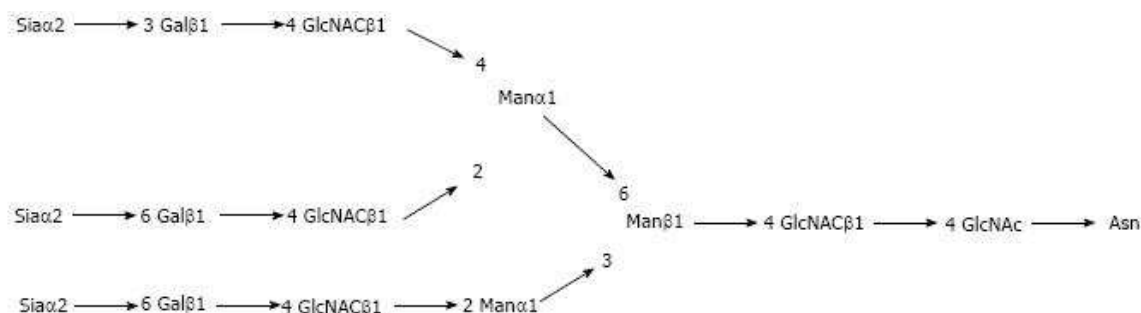 Siaα2 → 3 Galβ1 → 4 GlcNACβ1
4
Manα1
2
6
Siaα2 → 6 Galβ1 → 4 GlcNACβ1
Manβ1 → 4 GlcNACβ1 → 4 GlcNAc → Asn
3
Siaα2 → 6 Galβ1 → 4 GlcNACβ1 → 2 Manα1